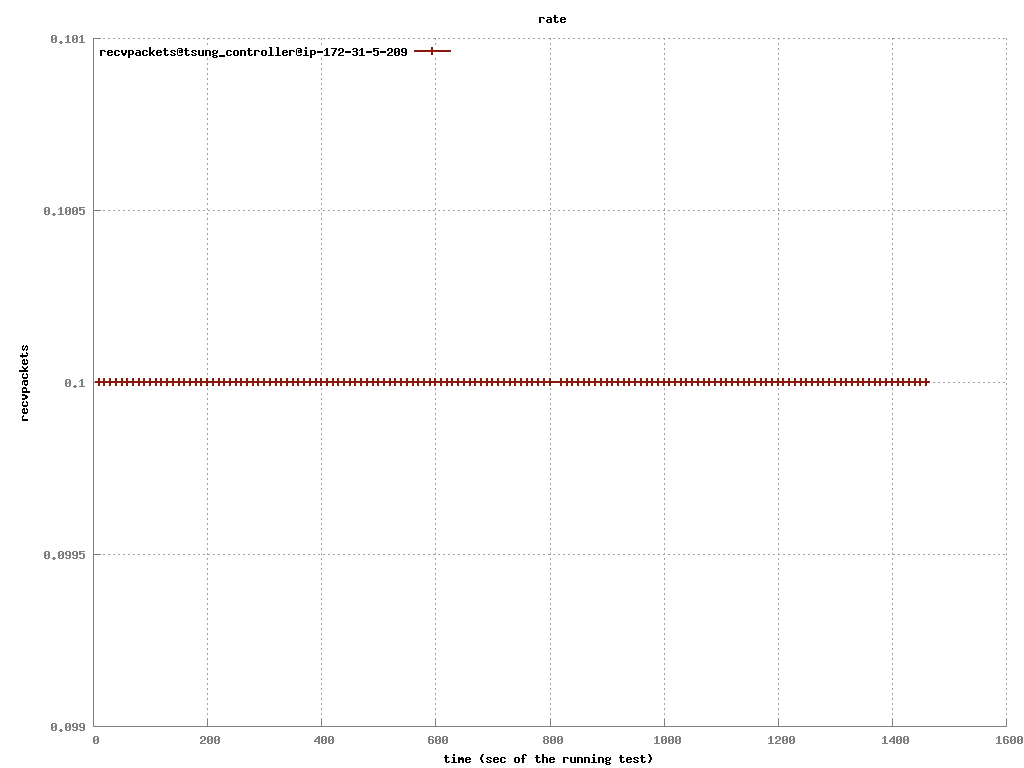 rate
0.101
recvpackets@tsung_controller@ip-172-31-5-209
0.1005
recvpackets
0.1
0.0995
0.099
0 200 400 600 800 1000 1200 1400 1600
time (sec of the running test)